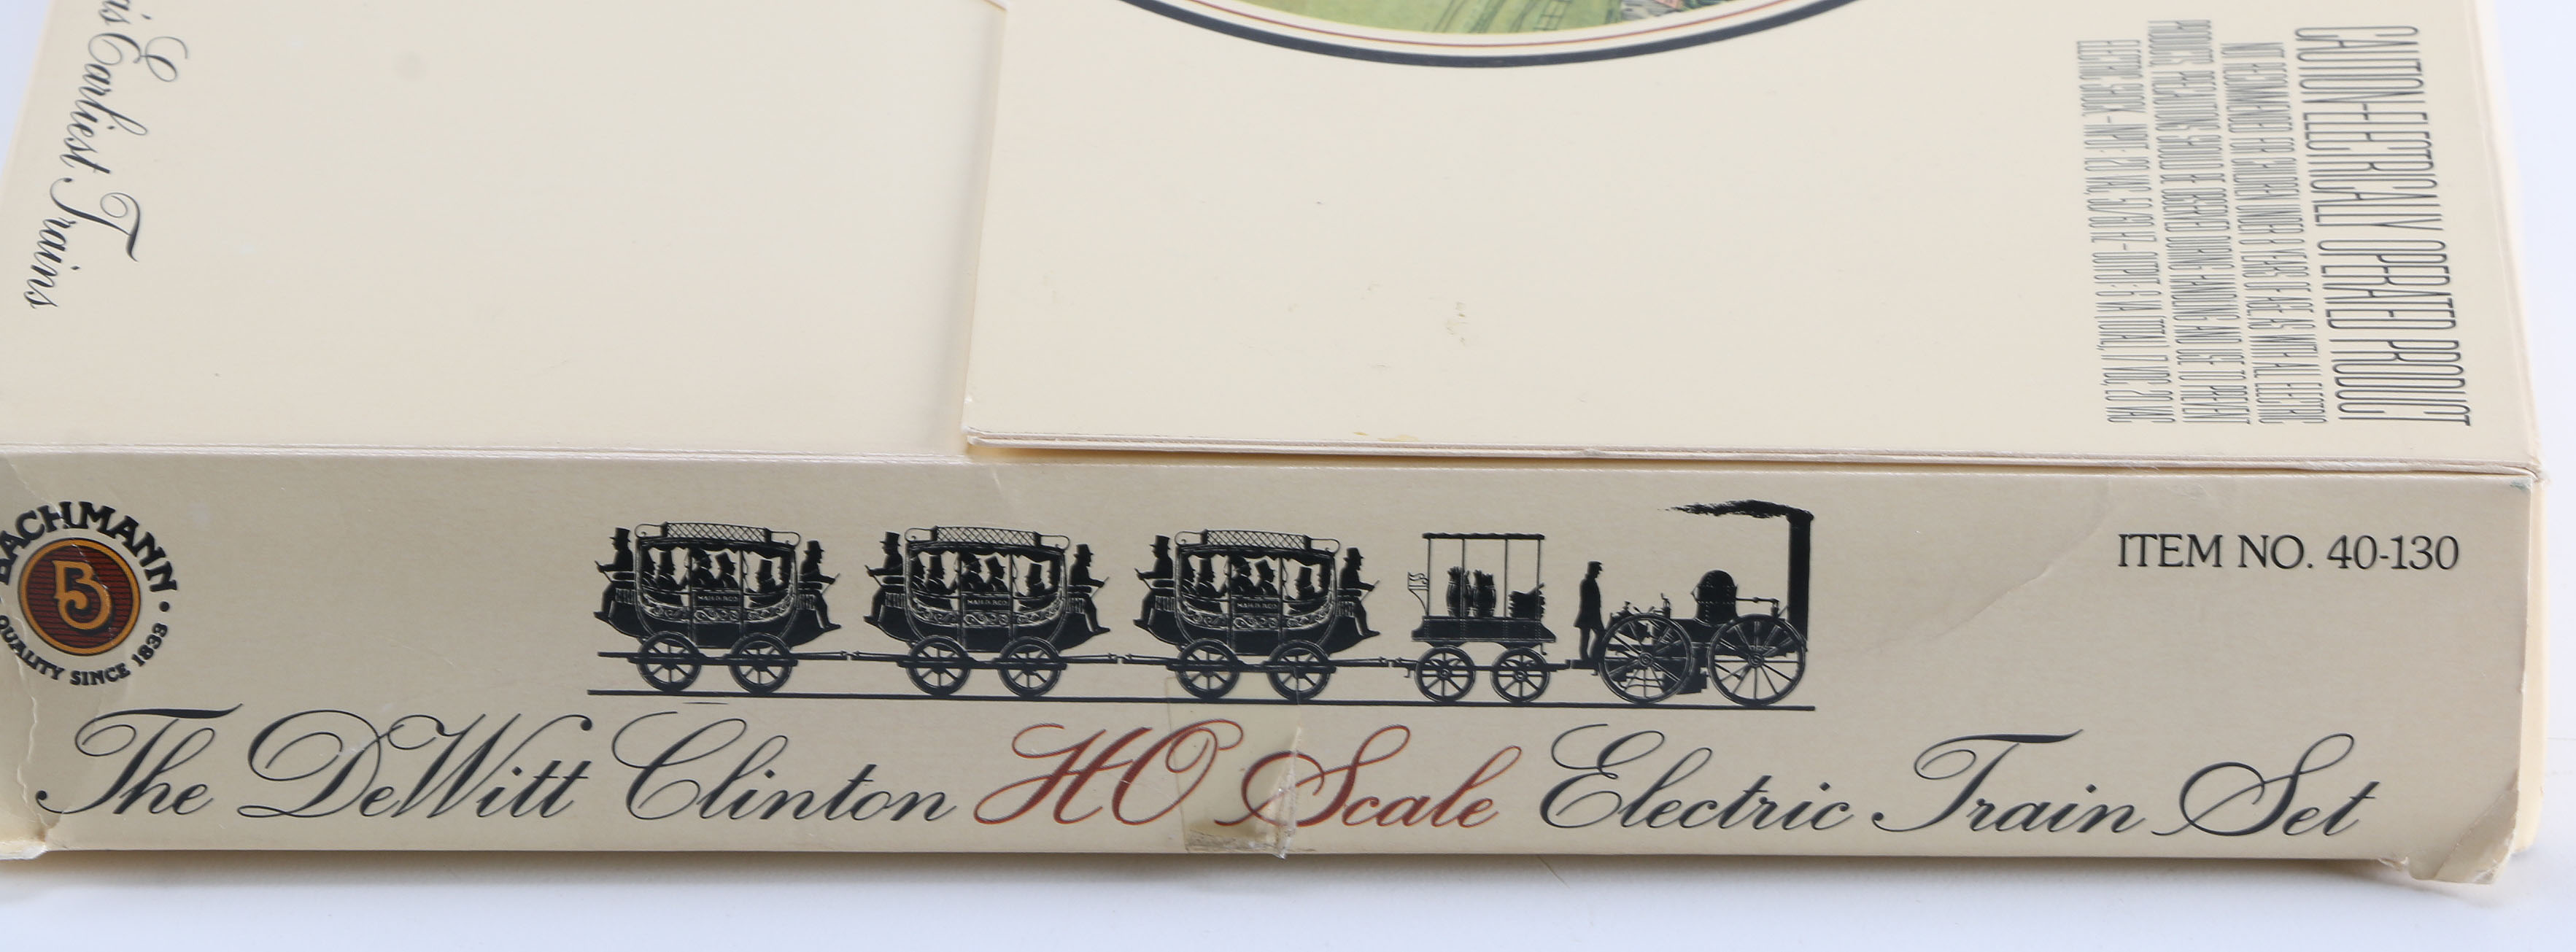 is Earliest Trains
CAUTION-ELECTRICALLY OPERATED PRODUCT
NOT RECOMMENDED FOR CHILDREN UNDER 8 YEARS OF AGE. AS WITH ALL ELECTRIC
PRODUCTS, PRECAUTIONS SHOULD BE OBSERVED DURING HANDLING AND USE TO PREVENT
ELECTRIC SHOCK.
BACHMANN
QUALITY SINCE 1833
ITEM NO. 40-130
The DeWitt Clinton HO Scale Electric Train Set